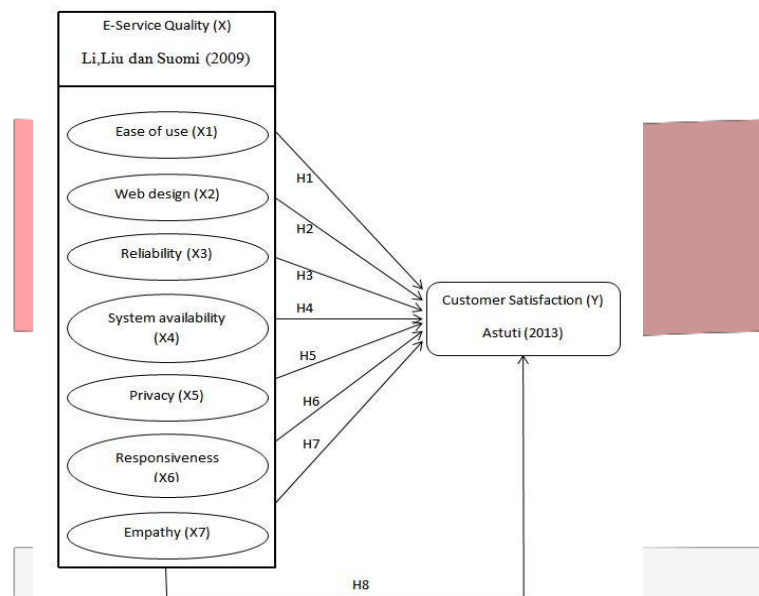 E-Service Quality (X)
Li,Liu dan Suomi (2009)
Ease of use (X1)
Web design (X2)
Reliability (X3)
System availability
(X4)
Privacy (X5)
Responsiveness
(X6)
Empathy (X7)
H1
H2
H3
H4
H5
H6
H7
H8
Customer Satisfaction (Y)
Astuti (2013)